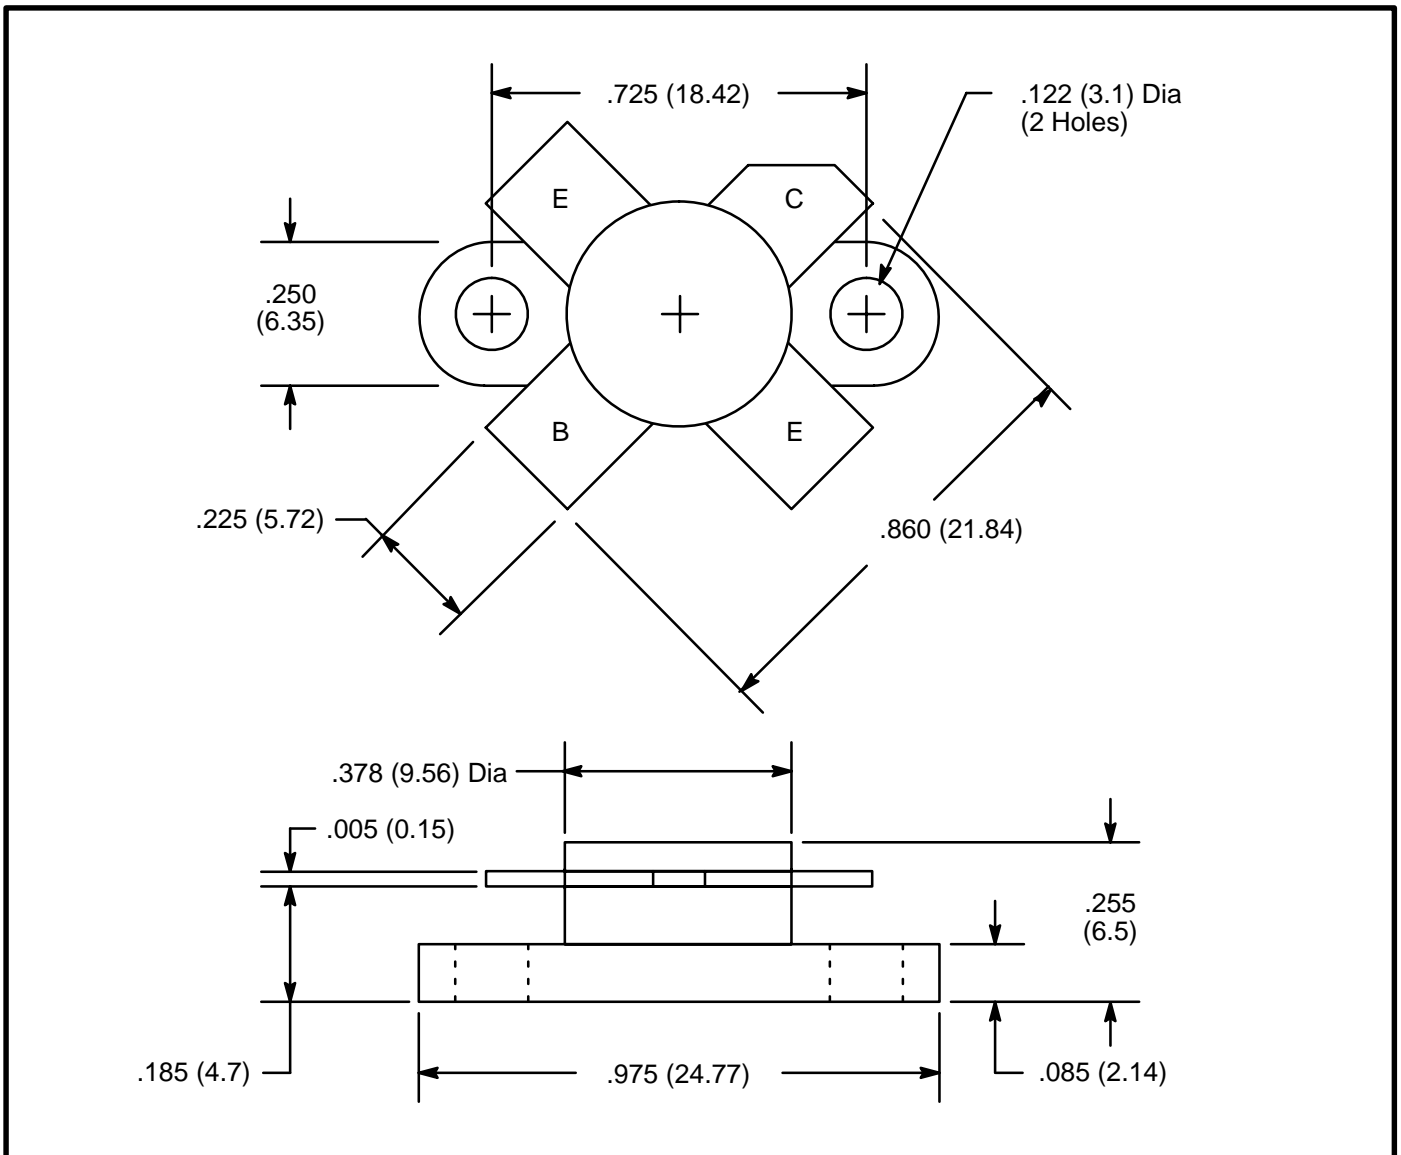 .725 (18.42)
.122 (3.1) Dia
(2 Holes)
E
C
.250
(6.35)
B
E
.225 (5.72)
.860 (21.84)
.378 (9.56) Dia
.005 (0.15)
.255
(6.5)
.185 (4.7)
.975 (24.77)
.085 (2.14)